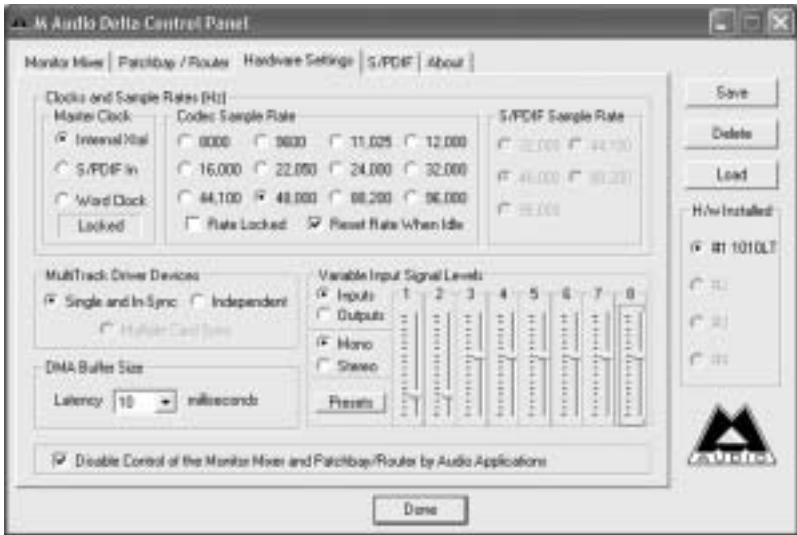 M Audio Delta Control Panel
Monitor Mixer | Patchbay / Router | Hardware Settings | S/PDIF | About
Clocks and Sample Rates (Hz)
Master Clock
Internal Xtal
S/PDIF In
Word Clock
Locked
Codec Sample Rate
8000 9600 11,025 12,000
16,000 22,050 24,000 32,000
44,100 48,000 88,200 96,000
Rate Locked Reset Rate When Idle
S/PDIF Sample Rate
32,000 44,100
48,000 88,200
96,000
MultiTrack Driver Devices
Single and In-Sync Independent
Multiple Card Sync
DMA Buffer Size
Latency 10 milliseconds
Variable Input Signal Levels
Inputs
Outputs
Mono
Stereo
Presets
1 2 3 4 5 6 7 8
Disable Control of the Monitor Mixer and Patchbay/Router by Audio Applications
Save
Delete
Load
H/w Installed
#1 1010LT
#2
#3
#4
M
AUDIO
Done